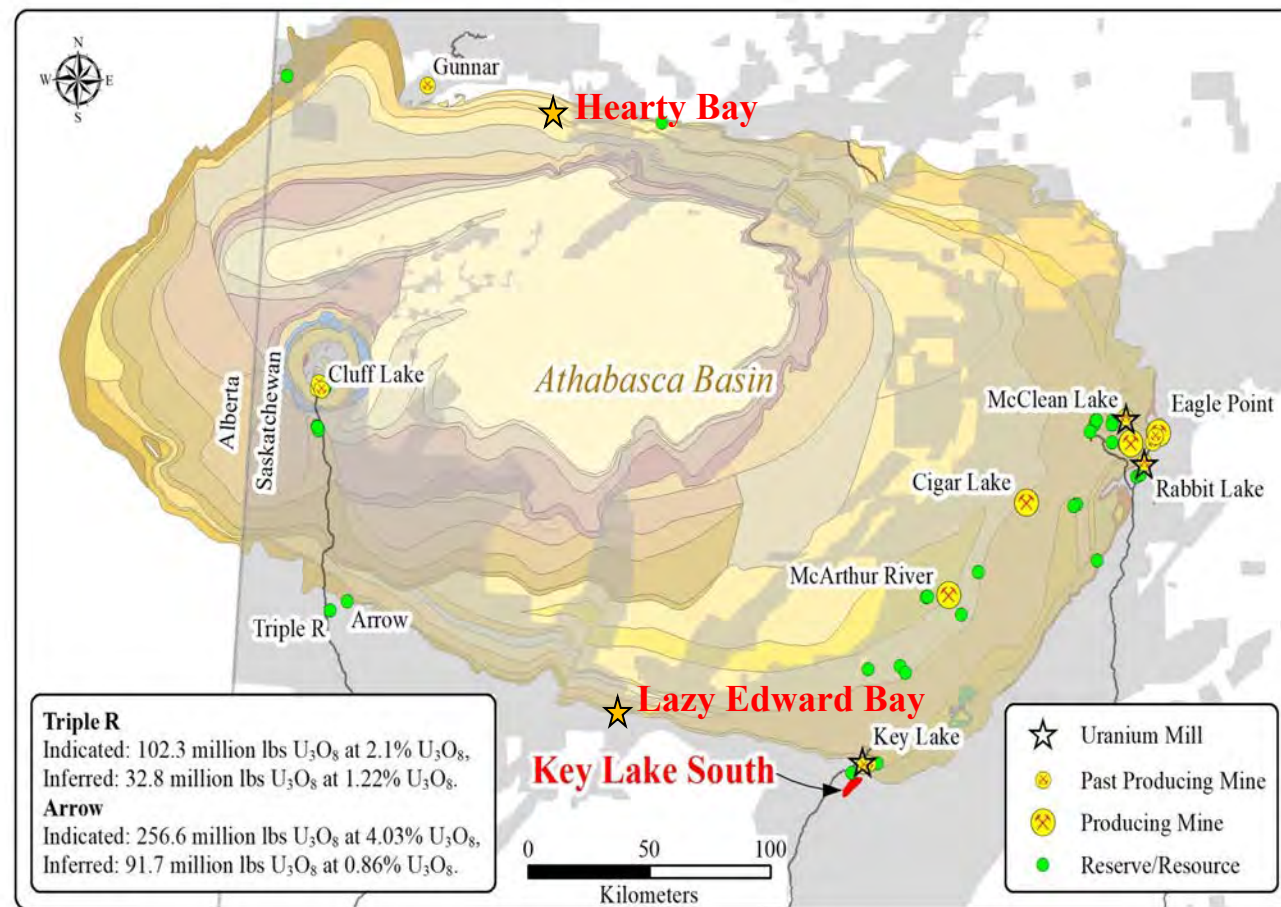 N
W E
S
Gunnar
Hearty Bay
Alberta
Saskatchewan
Cluff Lake
Athabasca Basin
McClean Lake
Eagle Point
Cigar Lake
Rabbit Lake
McArthur River
Triple R
Arrow
Lazy Edward Bay
Key Lake
Key Lake South
Triple R
Indicated: 102.3 million lbs U₃O₈ at 2.1% U₃O₈,
Inferred: 32.8 million lbs U₃O₈ at 1.22% U₃O₈.
Arrow
Indicated: 256.6 million lbs U₃O₈ at 4.03% U₃O₈,
Inferred: 91.7 million lbs U₃O₈ at 0.86% U₃O₈.
0 50 100
Kilometers
Uranium Mill
Past Producing Mine
Producing Mine
Reserve/Resource